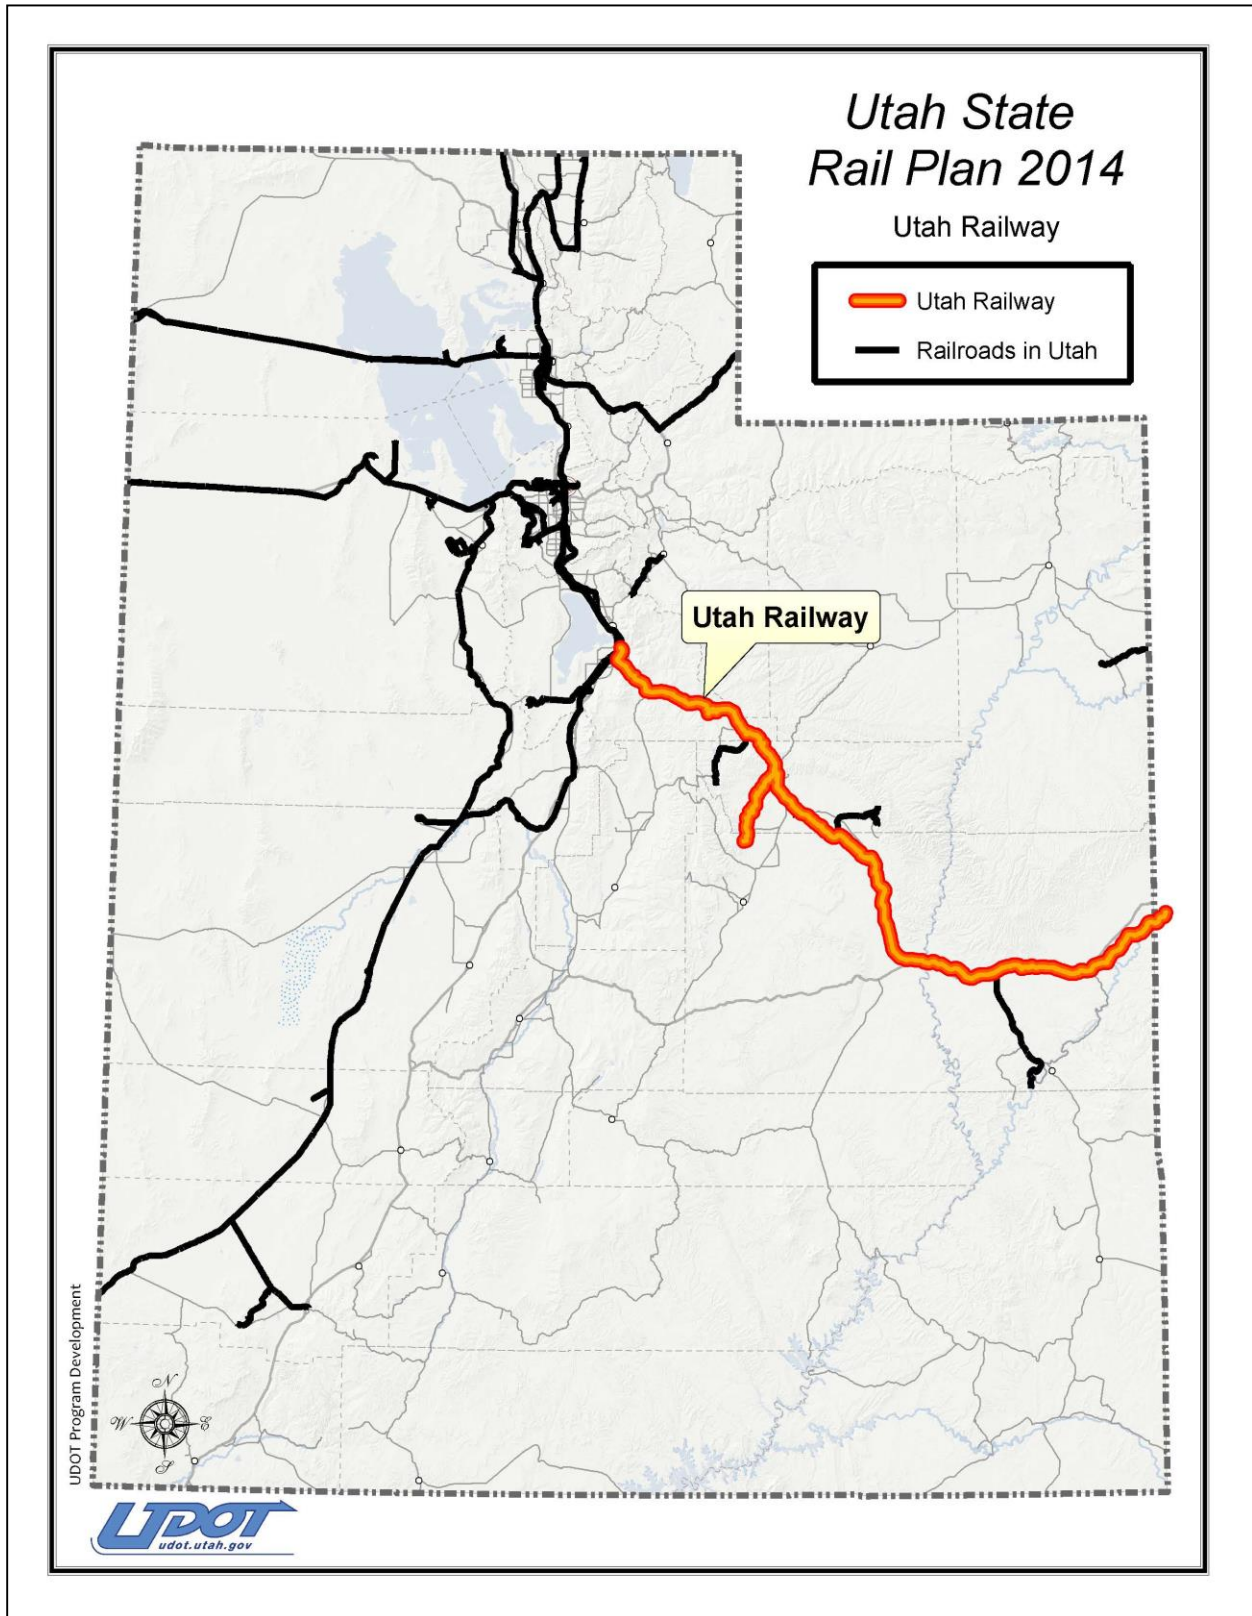 Utah State
Rail Plan 2014
Utah Railway
Utah Railway
Railroads in Utah
Utah Railway
UDOT Program Development
N
W
E
S
UDOT
udot.utah.gov